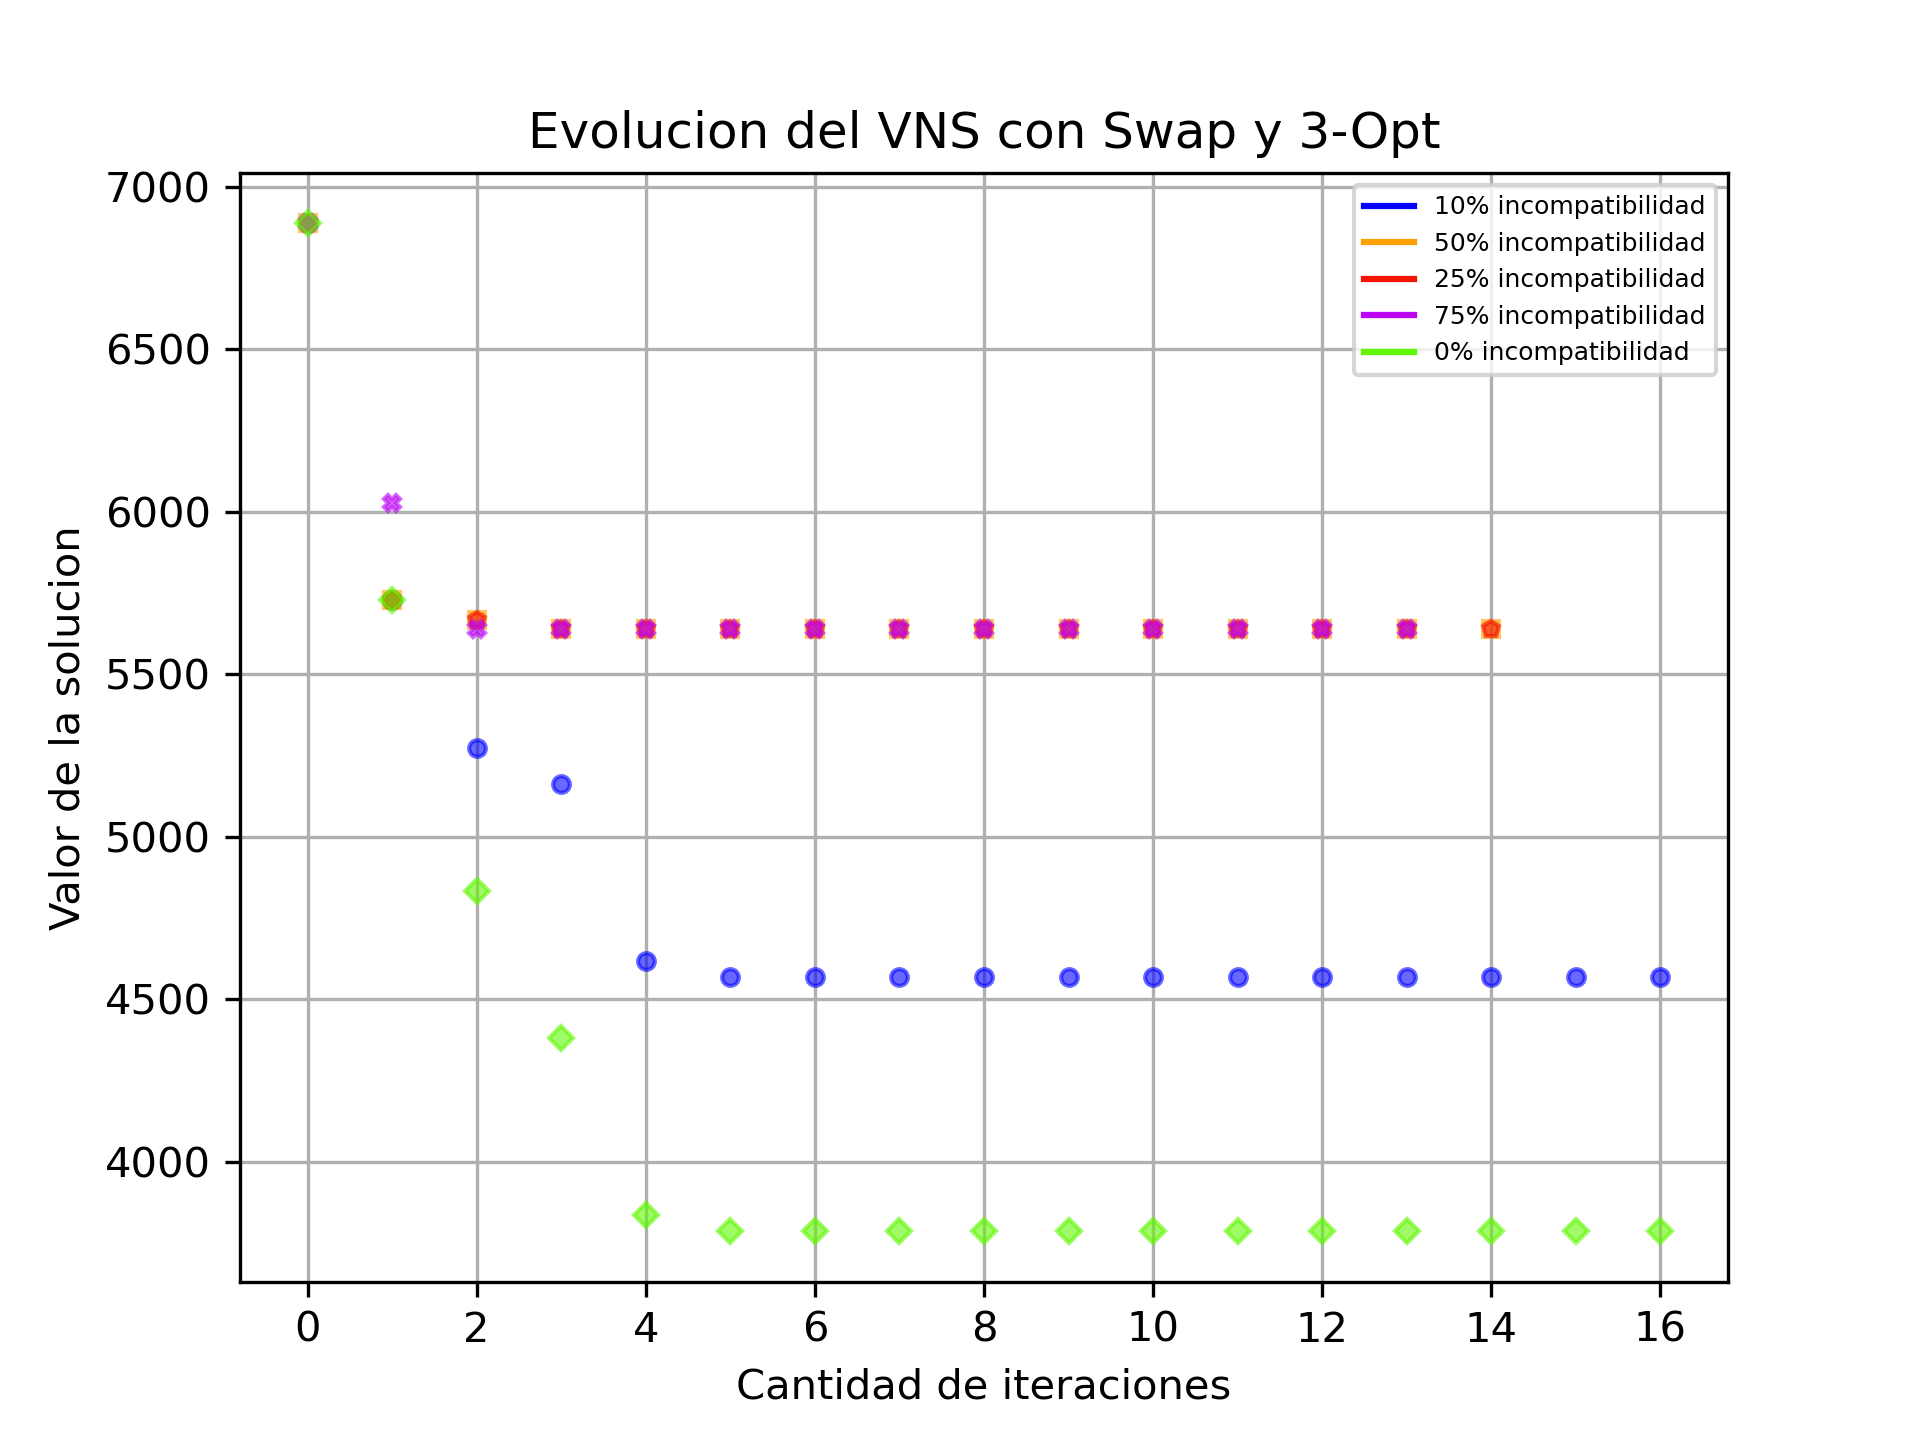 Evolucion del VNS con Swap y 3-Opt
7000
6500
6000
5500
5000
4500
4000
Valor de la solucion
10% incompatibilidad
50% incompatibilidad
25% incompatibilidad
75% incompatibilidad
0% incompatibilidad
0 2 4 6 8 10 12 14 16
Cantidad de iteraciones